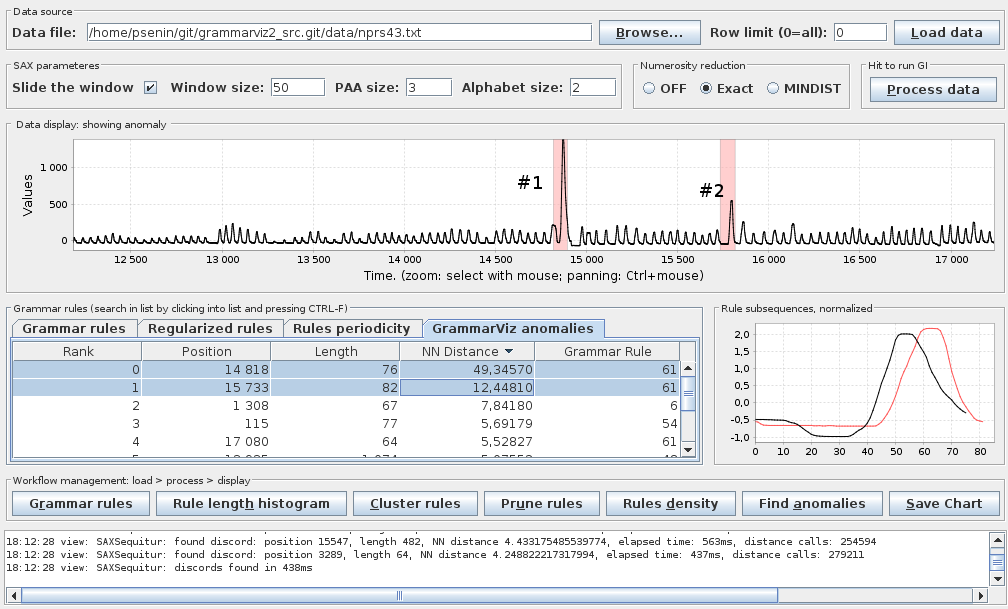 Data source
Data file: /home/psenin/git/grammarviz2_src.git/data/nprs43.txt Browse... Row limit (0=all): 0 Load data
SAX parameteres Numerosity reduction Hit to run GI
Slide the window Window size: 50 PAA size: 3 Alphabet size: 2 OFF Exact MINDIST Process data
Data display: showing anomaly
Values
1 000
500
0
#1 #2
12 500 13 000 13 500 14 000 14 500 15 000 15 500 16 000 16 500 17 000
Time. (zoom: select with mouse; panning: Ctrl+mouse)
Grammar rules (search in list by clicking into list and pressing CTRL-F)
Grammar rules Regularized rules Rules periodicity GrammarViz anomalies
Rank Position Length NN Distance Grammar Rule
0 14 818 76 49,34570 61
1 15 733 82 12,44810 61
2 1 308 67 7,84180 6
3 115 77 5,69179 54
4 17 080 64 5,52827 61
Rule subsequences, normalized
2,0
1,5
1,0
0,5
0,0
-0,5
-1,0
0 10 20 30 40 50 60 70 80
Workflow management: load > process > display
Grammar rules Rule length histogram Cluster rules Prune rules Rules density Find anomalies Save Chart
18:12:28 view: SAXSequitur: found discord: position 15547, length 482, NN distance 4.433175485539774, elapsed time: 563ms, distance calls: 254594
18:12:28 view: SAXSequitur: found discord: position 3289, length 64, NN distance 4.248822217317994, elapsed time: 437ms, distance calls: 279211
18:12:28 view: SAXSequitur: discords found in 438ms